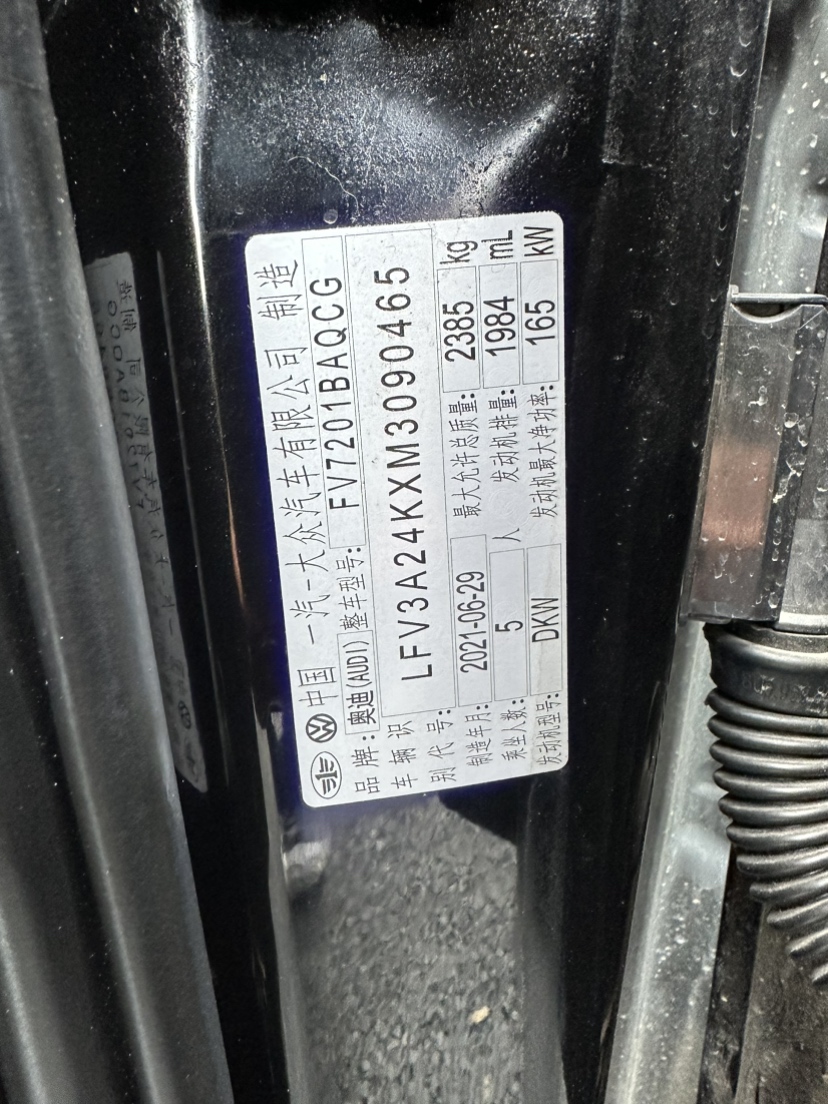 中国 一汽-大众汽车有限公司 制造
品牌: 奥迪(AUDI) 整车型号: FV7201BAQCG
车辆识别代号: LFV3A24KXM3090465
制造年月: 2021-06-29 最大允许总质量: 2385 kg
乘坐人数: 5 人 发动机排量: 1984 mL
发动机型号: DKW 发动机最大净功率: 165 kW